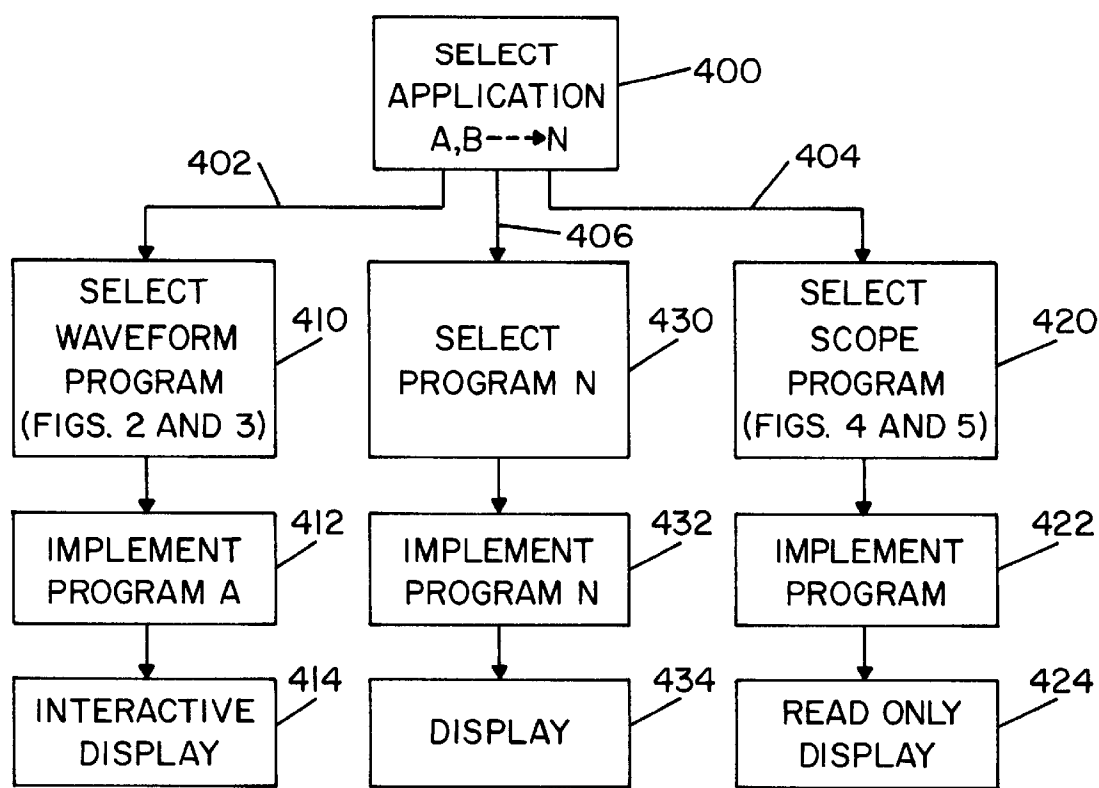 SELECT
APPLICATION
A,B--->N
400
402
404
406
SELECT
WAVEFORM
PROGRAM
(FIGS. 2 AND 3)
410
SELECT
PROGRAM N
430
SELECT
SCOPE
PROGRAM
(FIGS. 4 AND 5)
420
IMPLEMENT
PROGRAM A
412
IMPLEMENT
PROGRAM N
432
IMPLEMENT
PROGRAM
422
INTERACTIVE
DISPLAY
414
DISPLAY
434
READ ONLY
DISPLAY
424